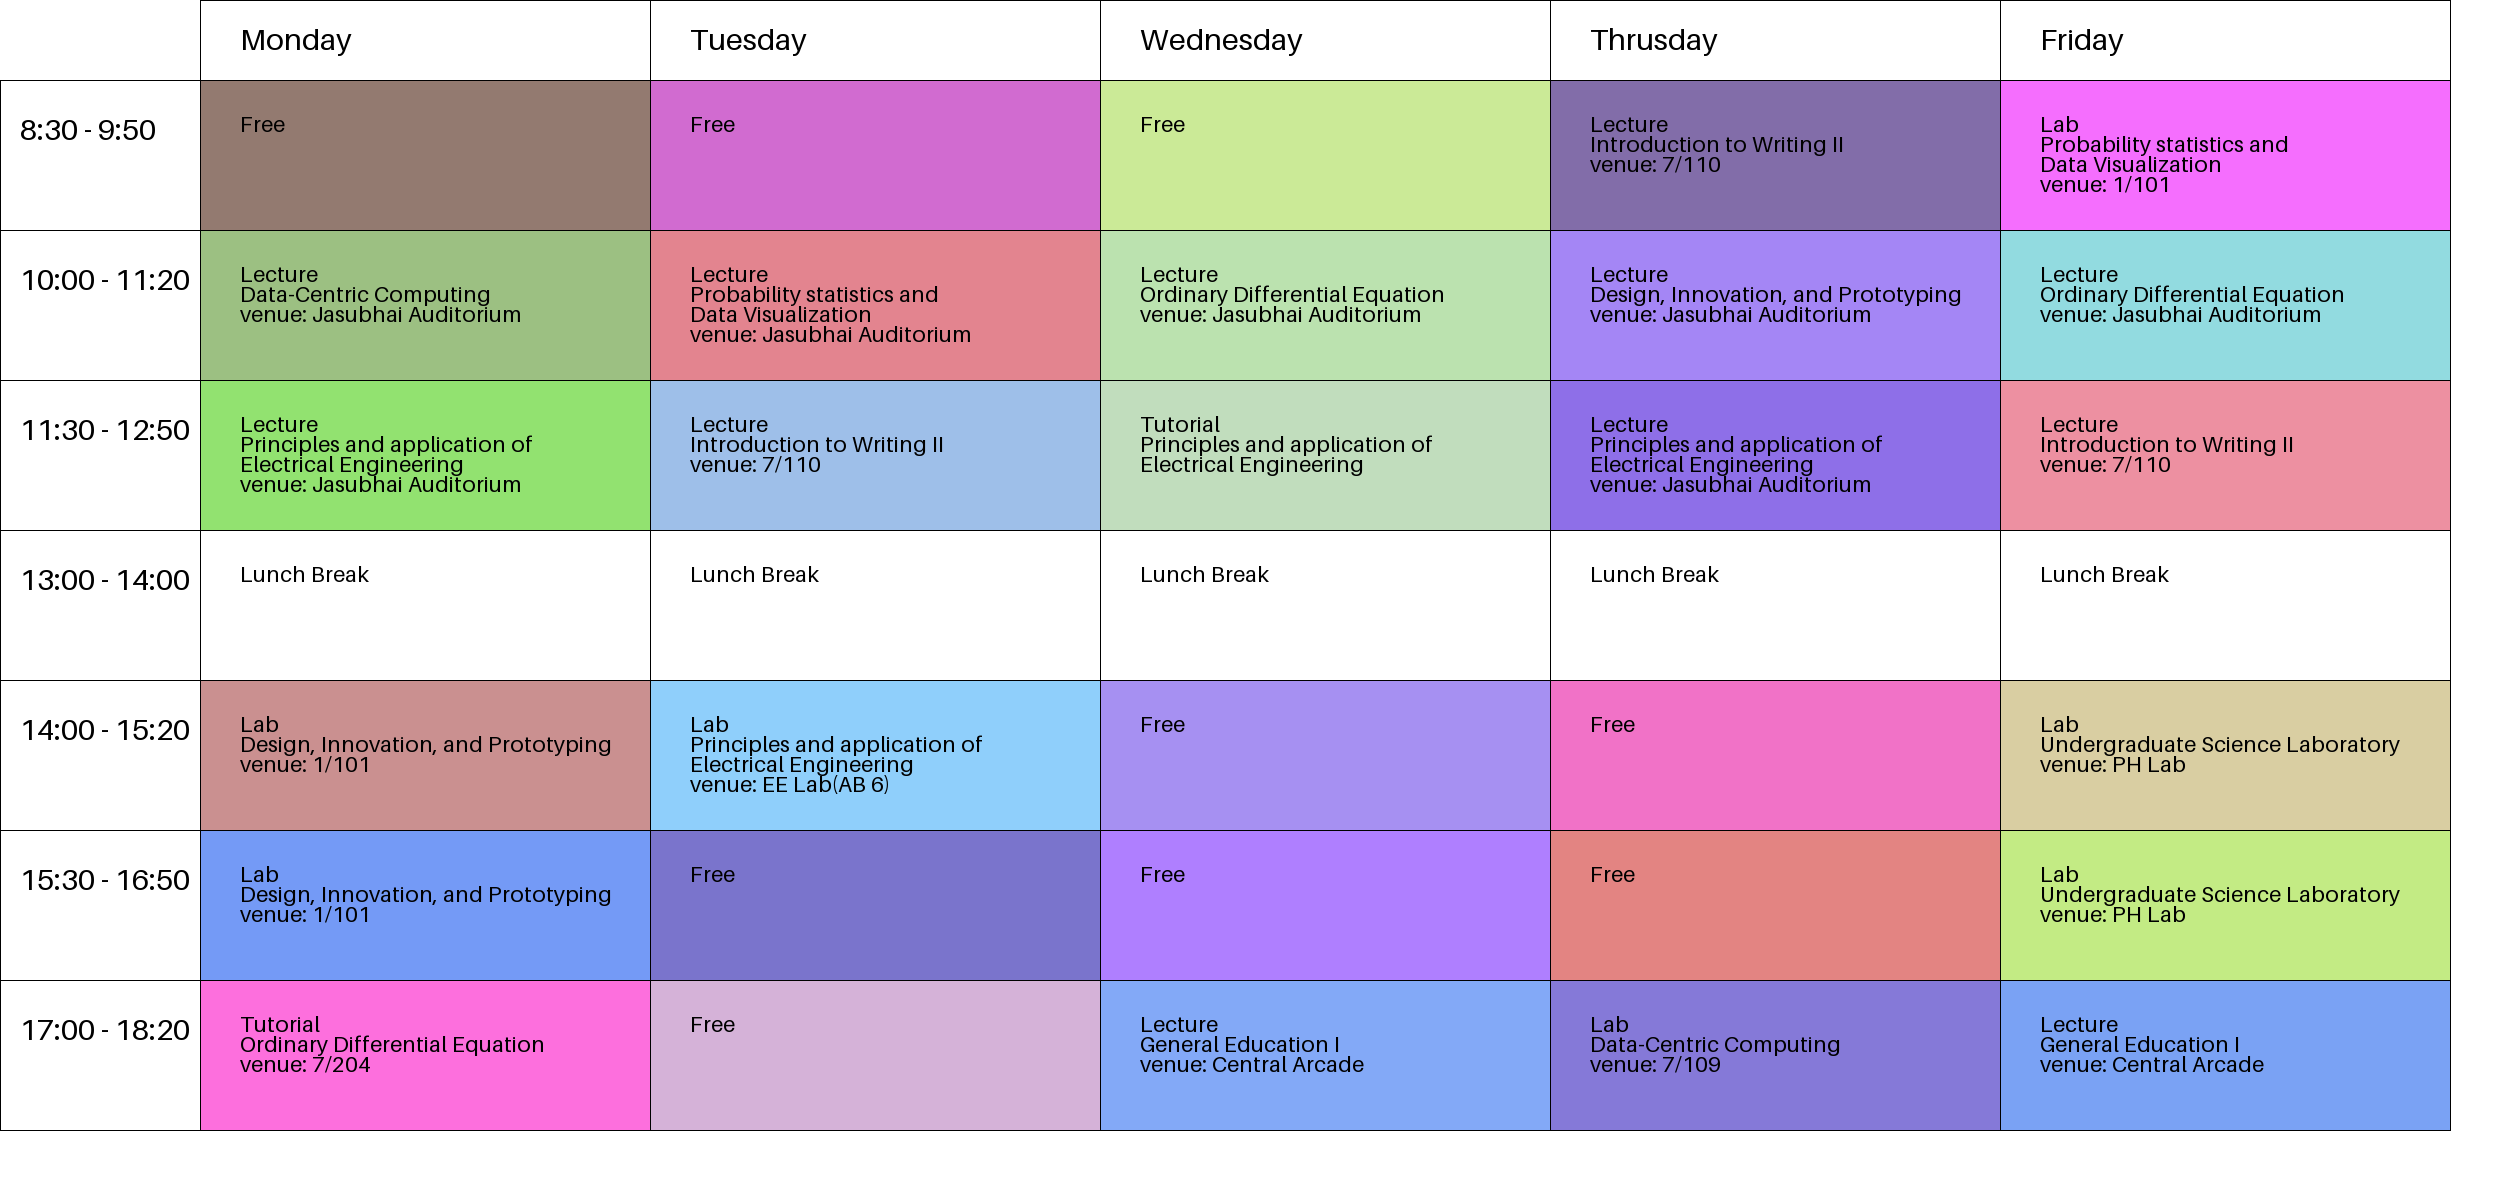 Monday
Tuesday
Wednesday
Thrusday
Friday
8:30 - 9:50
Free
Free
Free
Lecture
Introduction to Writing II
venue: 7/110
Lab
Probability statistics and
Data Visualization
venue: 1/101
10:00 - 11:20
Lecture
Data-Centric Computing
venue: Jasubhai Auditorium
Lecture
Probability statistics and
Data Visualization
venue: Jasubhai Auditorium
Lecture
Ordinary Differential Equation
venue: Jasubhai Auditorium
Lecture
Design, Innovation, and Prototyping
venue: Jasubhai Auditorium
Lecture
Ordinary Differential Equation
venue: Jasubhai Auditorium
11:30 - 12:50
Lecture
Principles and application of
Electrical Engineering
venue: Jasubhai Auditorium
Lecture
Introduction to Writing II
venue: 7/110
Tutorial
Principles and application of
Electrical Engineering
Lecture
Principles and application of
Electrical Engineering
venue: Jasubhai Auditorium
Lecture
Introduction to Writing II
venue: 7/110
13:00 - 14:00
Lunch Break
Lunch Break
Lunch Break
Lunch Break
Lunch Break
14:00 - 15:20
Lab
Design, Innovation, and Prototyping
venue: 1/101
Lab
Principles and application of
Electrical Engineering
venue: EE Lab(AB 6)
Free
Free
Lab
Undergraduate Science Laboratory
venue: PH Lab
15:30 - 16:50
Lab
Design, Innovation, and Prototyping
venue: 1/101
Free
Free
Free
Lab
Undergraduate Science Laboratory
venue: PH Lab
17:00 - 18:20
Tutorial
Ordinary Differential Equation
venue: 7/204
Free
Lecture
General Education I
venue: Central Arcade
Lab
Data-Centric Computing
venue: 7/109
Lecture
General Education I
venue: Central Arcade